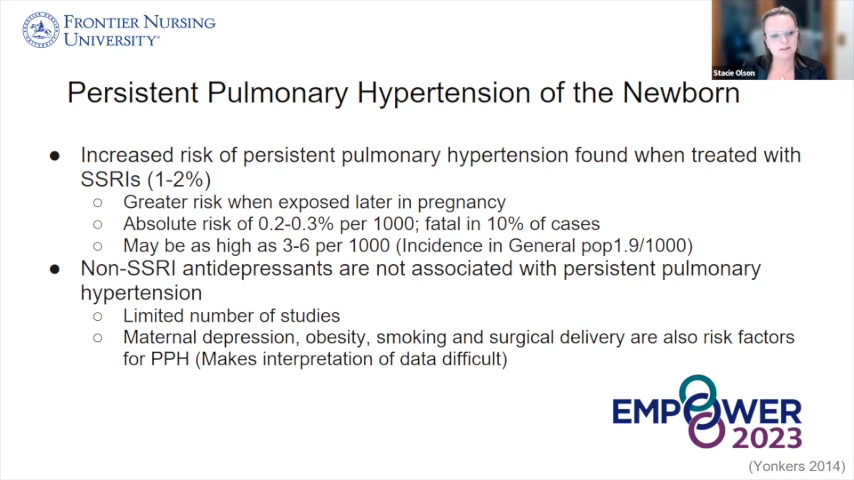 FRONTIER NURSING
UNIVERSITY®
Stacie Olson
Persistent Pulmonary Hypertension of the Newborn
● Increased risk of persistent pulmonary hypertension found when treated with
SSRIs (1-2%)
○ Greater risk when exposed later in pregnancy
○ Absolute risk of 0.2-0.3% per 1000; fatal in 10% of cases
○ May be as high as 3-6 per 1000 (Incidence in General pop1.9/1000)
● Non-SSRI antidepressants are not associated with persistent pulmonary
hypertension
○ Limited number of studies
○ Maternal depression, obesity, smoking and surgical delivery are also risk factors
for PPH (Makes interpretation of data difficult)
EMPOWER
2023
(Yonkers 2014)